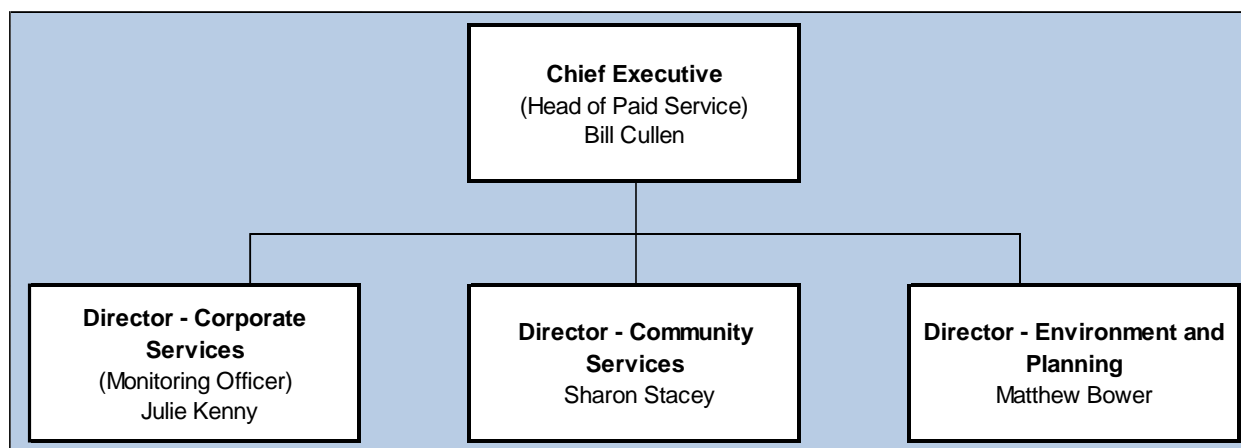 Chief Executive
(Head of Paid Service)
Bill Cullen
Director - Corporate
Services
(Monitoring Officer)
Julie Kenny
Director - Community
Services
Sharon Stacey
Director - Environment and
Planning
Matthew Bower